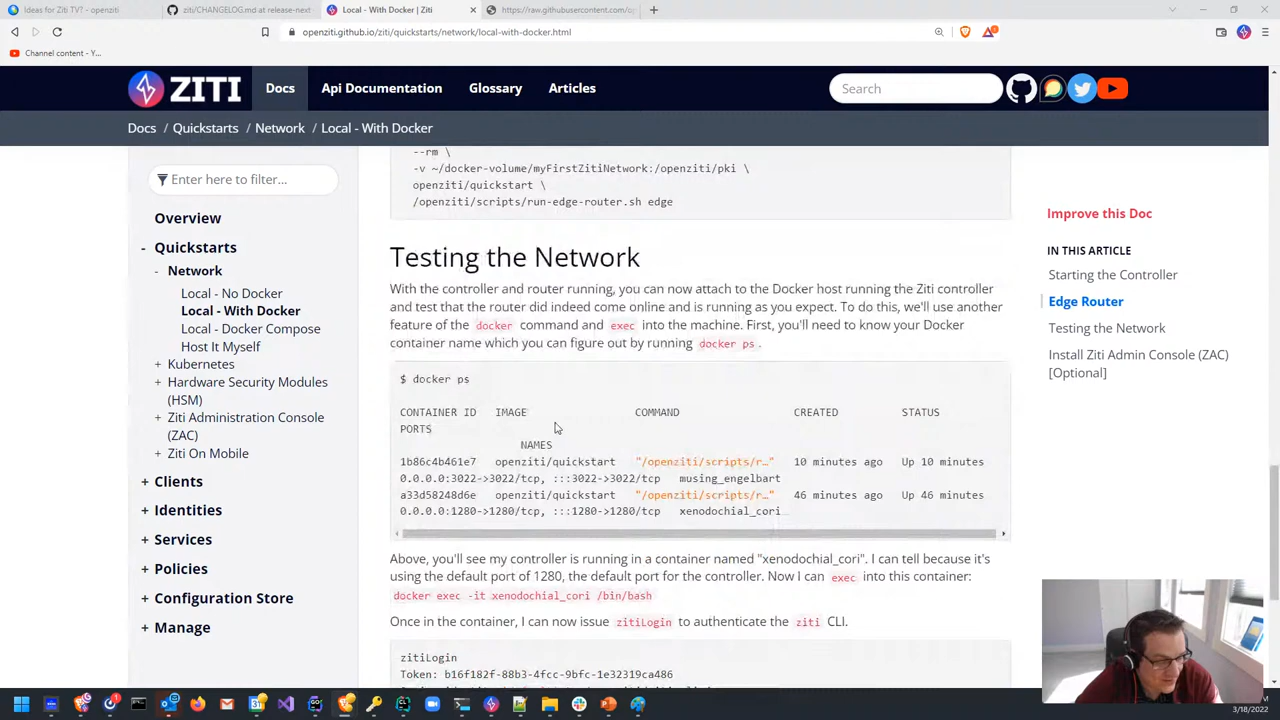 Ideas for Ziti TV? - openziti
ziti/CHANGELOG.md at release-next
Local - With Docker | Ziti
https://raw.githubusercontent.com/o
openziti.github.io/ziti/quickstarts/network/local-with-docker.html
Channel content - Y...
ZITI
Docs
Api Documentation
Glossary
Articles
Search
Docs / Quickstarts / Network / Local - With Docker
Enter here to filter...
Overview
- Quickstarts
- Network
Local - No Docker
Local - With Docker
Local - Docker Compose
Host It Myself
+ Kubernetes
+ Hardware Security Modules
(HSM)
+ Ziti Administration Console
(ZAC)
+ Ziti On Mobile
+ Clients
+ Identities
+ Services
+ Policies
+ Configuration Store
+ Manage
--rm \
-v ~/docker-volume/myFirstZitiNetwork:/openziti/pki \
openziti/quickstart \
/openziti/scripts/run-edge-router.sh edge
Testing the Network
With the controller and router running, you can now attach to the Docker host running the Ziti controller
and test that the router did indeed come online and is running as you expect. To do this, we'll use another
feature of the docker command and exec into the machine. First, you'll need to know your Docker
container name which you can figure out by running docker ps .
$ docker ps
CONTAINER ID IMAGE COMMAND CREATED STATUS
PORTS
NAMES
1b86c4b461e7 openziti/quickstart "/openziti/scripts/r…" 10 minutes ago Up 10 minutes
0.0.0.0:3022->3022/tcp, :::3022->3022/tcp musing_engelbart
a33d58248d6e openziti/quickstart "/openziti/scripts/r…" 46 minutes ago Up 46 minutes
0.0.0.0:1280->1280/tcp, :::1280->1280/tcp xenodochial_cori
Above, you'll see my controller is running in a container named "xenodochial_cori". I can tell because it's
using the default port of 1280, the default port for the controller. Now I can exec into this container:
docker exec -it xenodochial_cori /bin/bash
Once in the container, I can now issue zitiLogin to authenticate the ziti CLI.
zitiLogin
Token: b16f182f-88b3-4fcc-9bfc-1e32319ca486
Improve this Doc
IN THIS ARTICLE
Starting the Controller
Edge Router
Testing the Network
Install Ziti Admin Console (ZAC)
[Optional]
3/18/2022